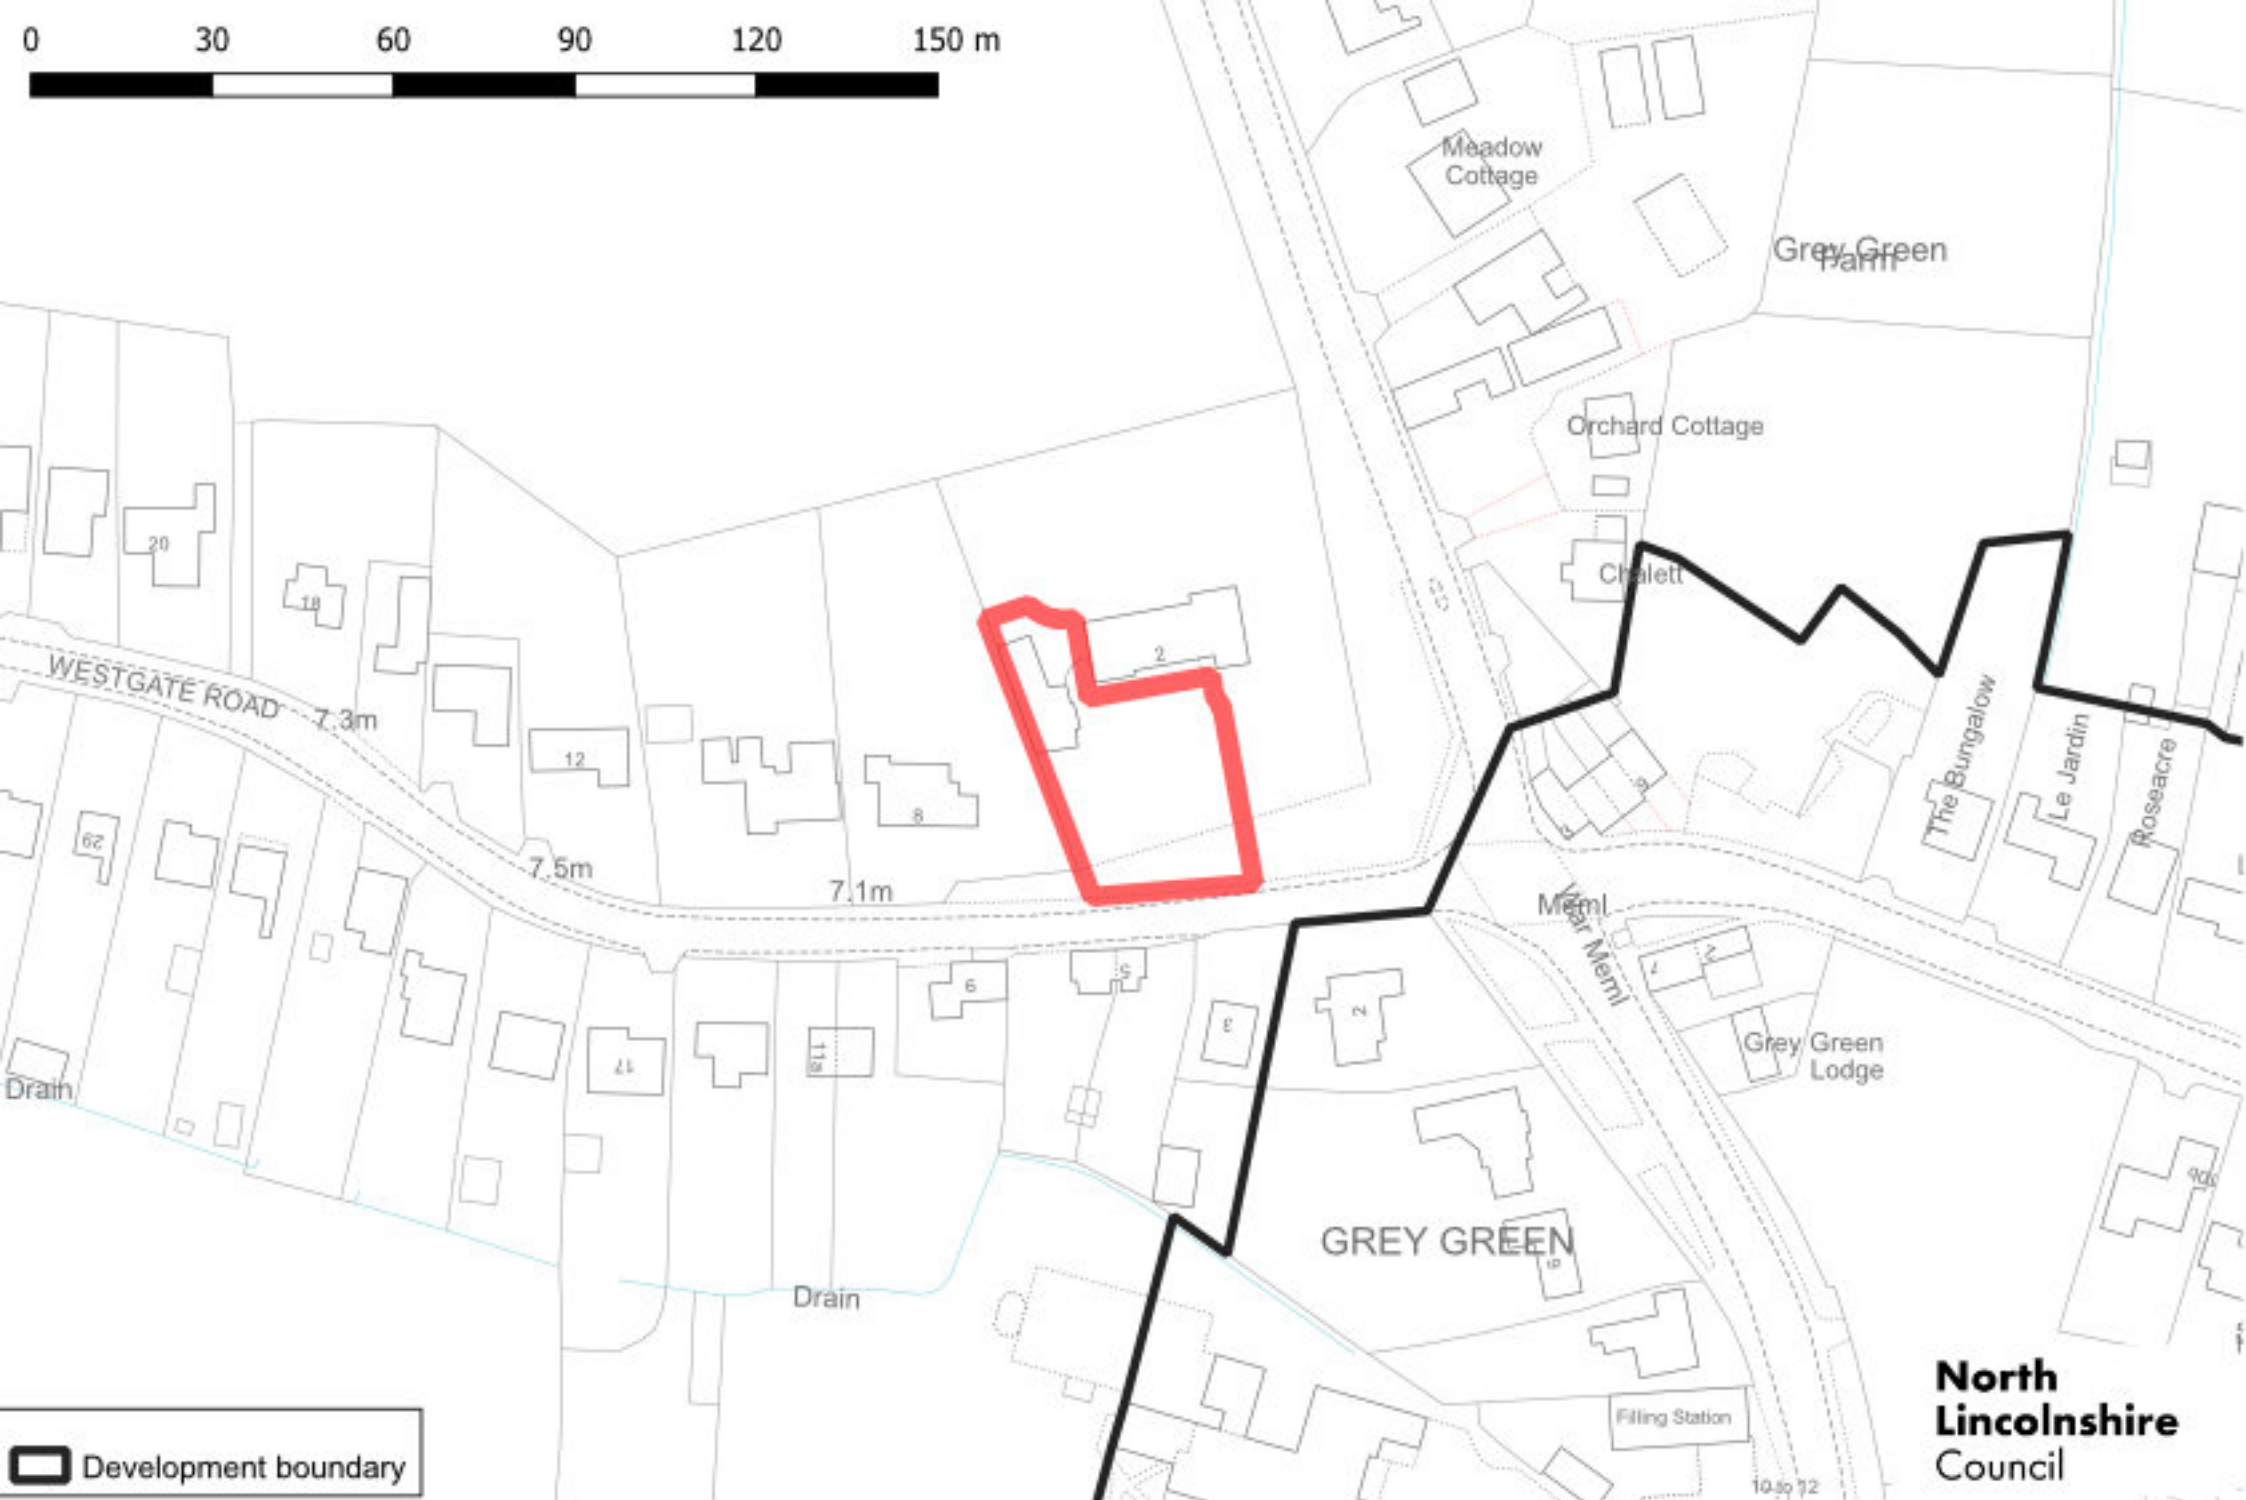 0 30 60 90 120 150 m
Meadow
Cottage
Grey Green
Farm
Orchard Cottage
Chalett
20
18
2
WESTGATE ROAD
7.3m
12
8
7.5m
7.1m
29
The Bungalow
Le Jardin
Roseacre
Meml
War Meml
6
5
3
2
17
11a
7
Grey Green
Lodge
Drain
Drain
GREY GREEN
Filling Station
10 to 12
Development boundary
North
Lincolnshire
Council